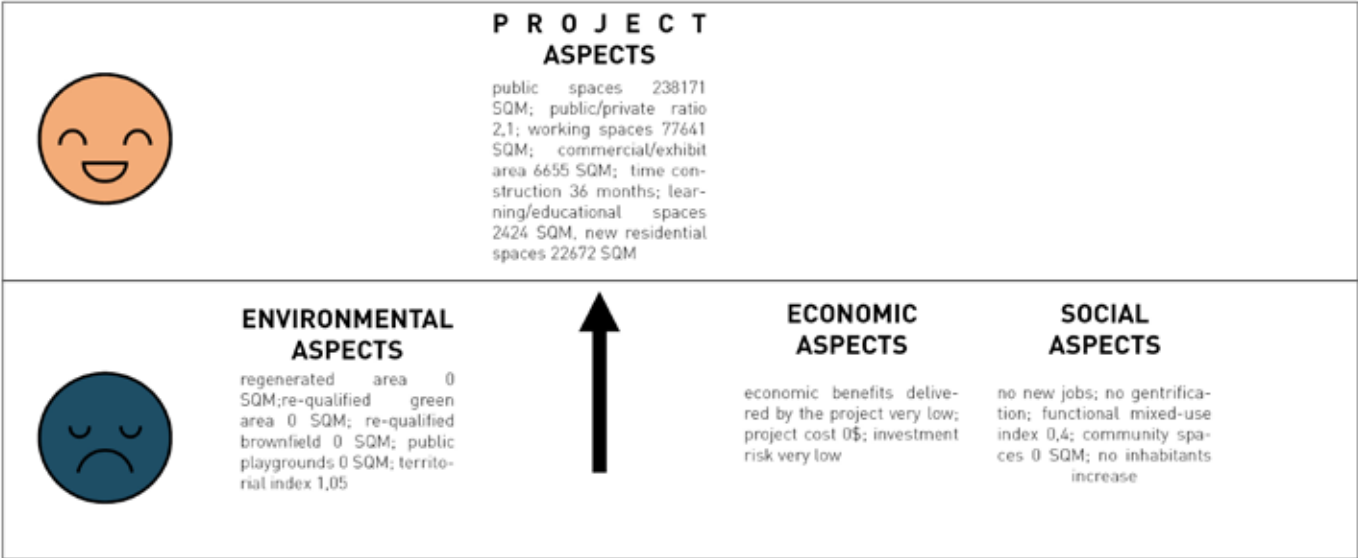 PROJECT
ASPECTS
public spaces 238171
SQM; public/private ratio
2,1; working spaces 77641
SQM; commercial/exhibit
area 6655 SQM; time con-
struction 36 months; lear-
ning/educational spaces
2424 SQM, new residential
spaces 22672 SQM
ENVIRONMENTAL
ASPECTS
regenerated area 0
SQM;re-qualified green
area 0 SQM; re-qualified
brownfield 0 SQM; public
playgrounds 0 SQM; territo-
rial index 1,05
ECONOMIC
ASPECTS
economic benefits delive-
red by the project very low;
project cost 0$; investment
risk very low
SOCIAL
ASPECTS
no new jobs; no gentrifica-
tion; functional mixed-use
index 0,4; community spa-
ces 0 SQM; no inhabitants
increase